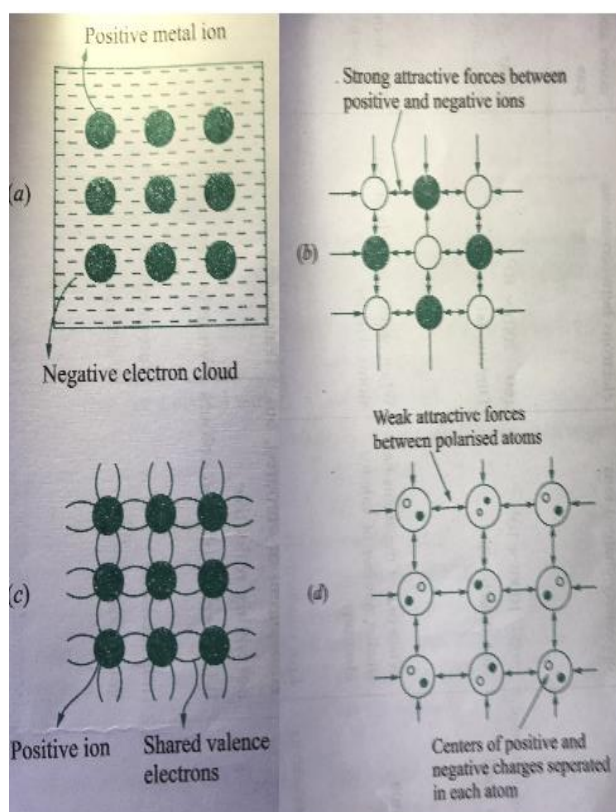 Positive metal ion
(a)
Negative electron cloud
Strong attractive forces between
positive and negative ions
(b)
(c)
Positive ion
Shared valence
electrons
Weak attractive forces
between polarised atoms
(d)
Centers of positive and
negative charges seperated
in each atom